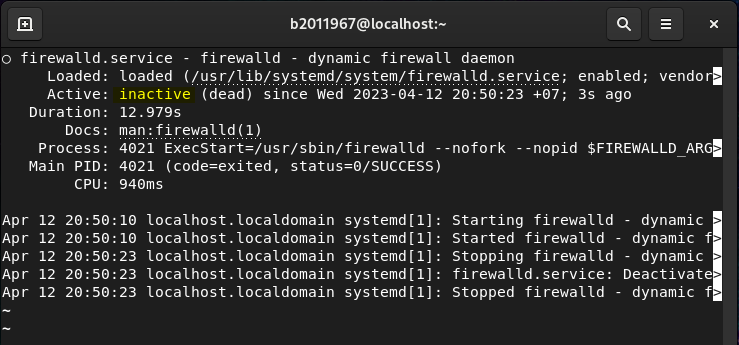 b2011967@localhost:~
○ firewalld.service - firewalld - dynamic firewall daemon
Loaded: loaded (/usr/lib/systemd/system/firewalld.service; enabled; vendor>
Active: inactive (dead) since Wed 2023-04-12 20:50:23 +07; 3s ago
Duration: 12.979s
Docs: man:firewalld(1)
Process: 4021 ExecStart=/usr/sbin/firewalld --nofork --nopid $FIREWALLD_ARG>
Main PID: 4021 (code=exited, status=0/SUCCESS)
CPU: 940ms

Apr 12 20:50:10 localhost.localdomain systemd[1]: Starting firewalld - dynamic >
Apr 12 20:50:10 localhost.localdomain systemd[1]: Started firewalld - dynamic f>
Apr 12 20:50:23 localhost.localdomain systemd[1]: Stopping firewalld - dynamic >
Apr 12 20:50:23 localhost.localdomain systemd[1]: firewalld.service: Deactivate>
Apr 12 20:50:23 localhost.localdomain systemd[1]: Stopped firewalld - dynamic f>
~
~